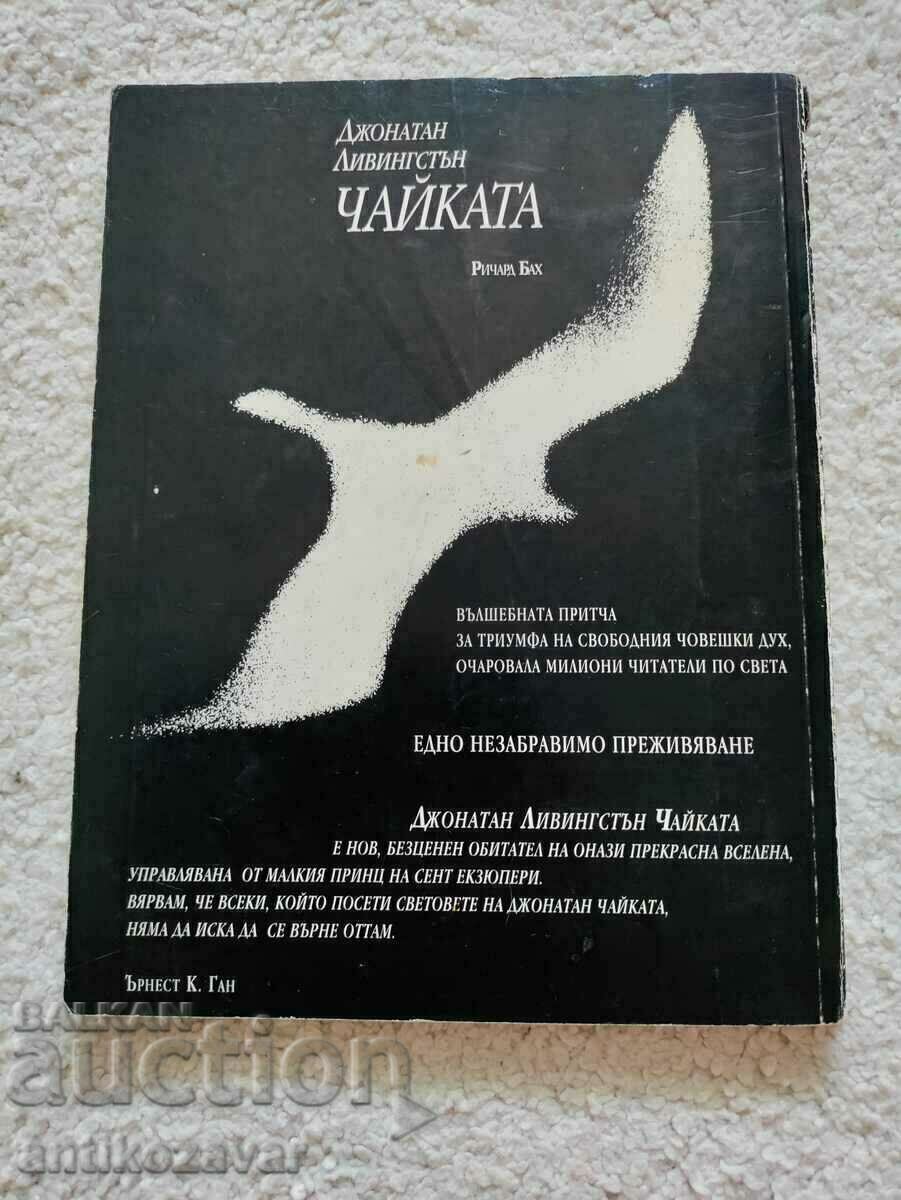 Джонатан
Ливингстън
ЧАЙКАТА
Ричард Бах
ВЪЛШЕБНАТА ПРИТЧА
ЗА ТРИУМФА НА СВОБОДНИЯ ЧОВЕШКИ ДУХ,
ОЧАРОВАЛА МИЛИОНИ ЧИТАТЕЛИ ПО СВЕТА
ЕДНО НЕЗАБРАВИМО ПРЕЖИВЯВАНЕ
Джонатан Ливингстън Чайката
Е НОВ, БЕЗЦЕНЕН ОБИТАТЕЛ НА ОНАЗИ ПРЕКРАСНА ВСЕЛЕНА,
УПРАВЛЯВАНА ОТ МАЛКИЯ ПРИНЦ НА СЕНТ ЕКЗЮПЕРИ.
ВЯРВАМ, ЧЕ ВСЕКИ, КОЙТО ПОСЕТИ СВЕТОВЕТЕ НА ДЖОНАТАН ЧАЙКАТА,
НЯМА ДА ИСКА ДА СЕ ВЪРНЕ ОТТАМ.
Ърнест К. Ган
BALKAN
auction
antikozavar